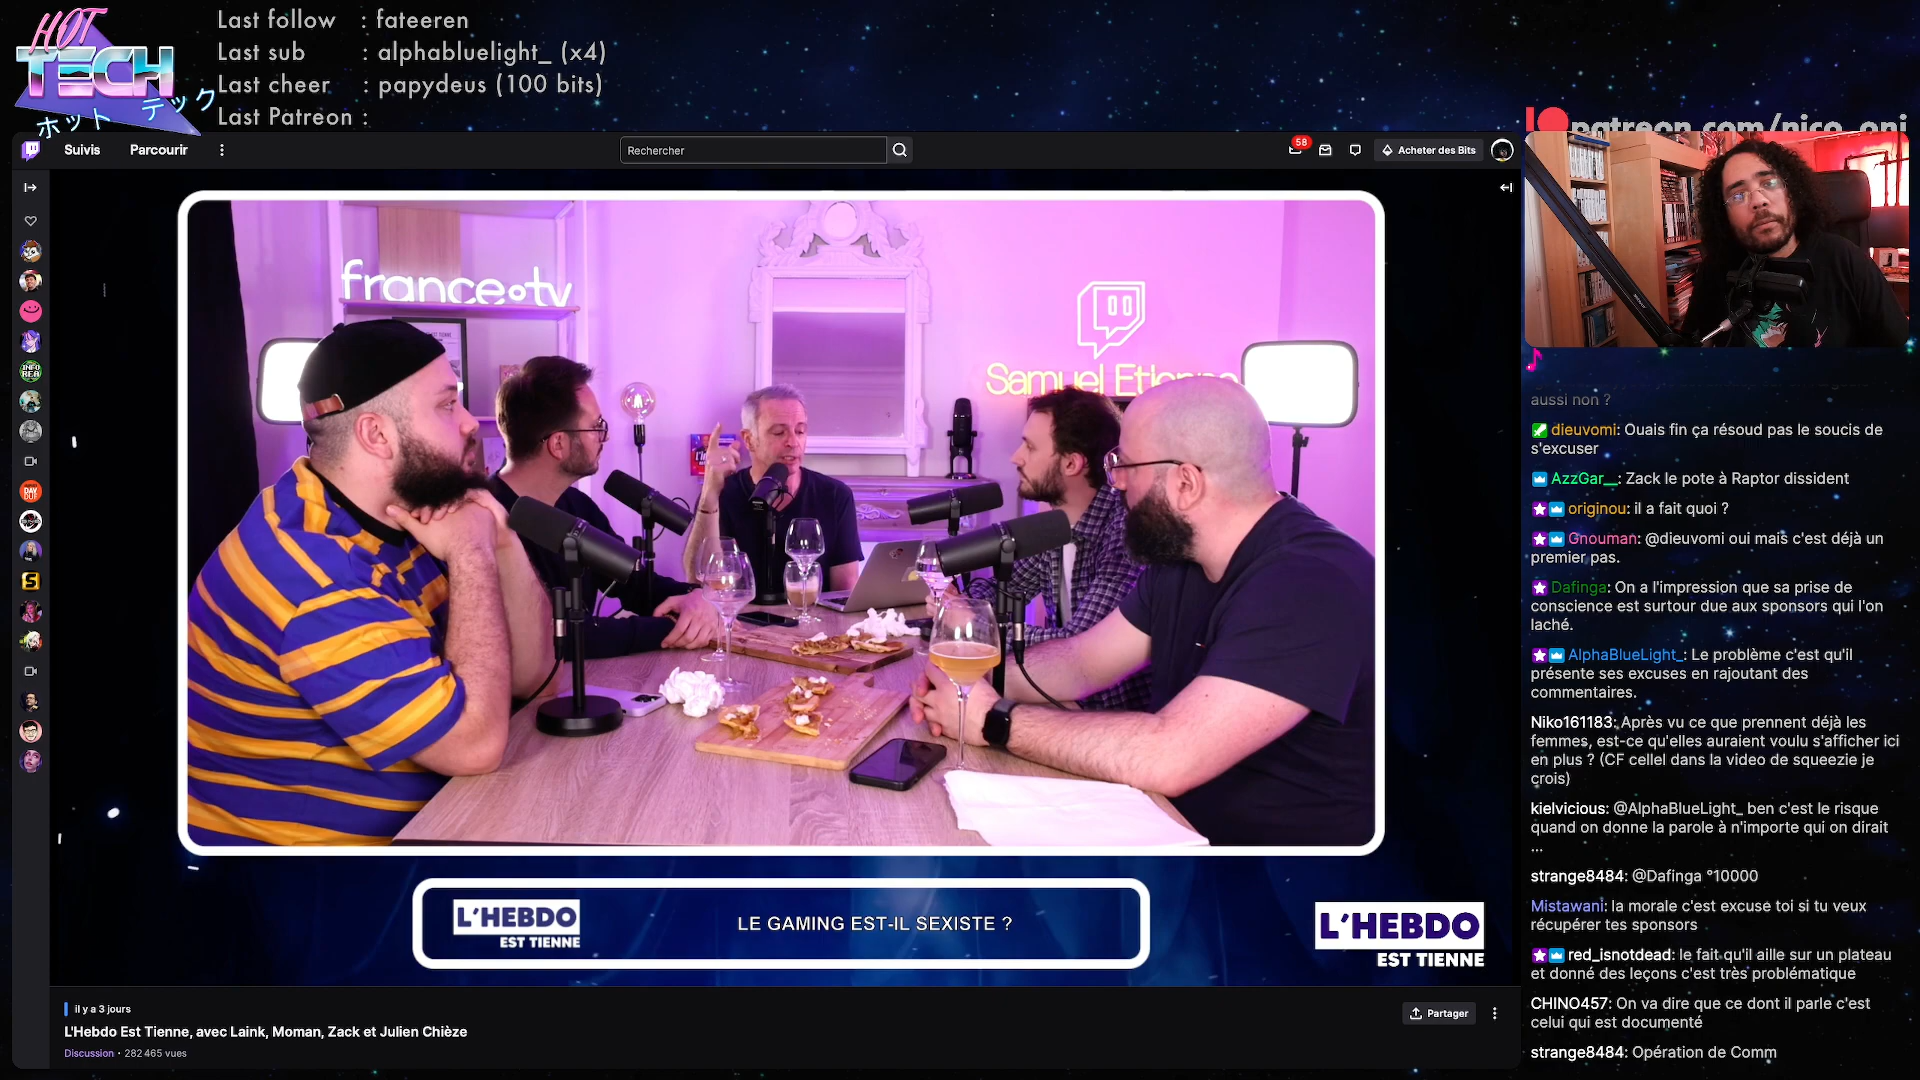 HOT
TECH
ホット テック
Last follow : fateeren
Last sub : alphabluelight_ (x4)
Last cheer : papydeus (100 bits)
Last Patreon :
patreon.com/nico_oni
Suivis
Parcourir
Rechercher
58
Acheter des Bits
france•tv
Samuel Etienne
L'HEBDO
EST TIENNE
LE GAMING EST-IL SEXISTE ?
L'HEBDO
EST TIENNE
il y a 3 jours
L'Hebdo Est Tienne, avec Laink, Moman, Zack et Julien Chièze
Discussion • 282 465 vues
Partager
aussi non ?
dieuvomi: Ouais fin ça résoud pas le soucis de
s'excuser
AzzGar__: Zack le pote à Raptor dissident
originou: il a fait quoi ?
Gnouman: @dieuvomi oui mais c'est déjà un
premier pas.
Dafinga: On a l'impression que sa prise de
conscience est surtour due aux sponsors qui l'on
laché.
AlphaBlueLight_: Le problème c'est qu'il
présente ses excuses en rajoutant des
commentaires.
Niko161183: Après vu ce que prennent déjà les
femmes, est-ce qu'elles auraient voulu s'afficher ici
en plus ? (CF cellel dans la video de squeezie je
crois)
kielvicious: @AlphaBlueLight_ ben c'est le risque
quand on donne la parole à n'importe qui on dirait
...
strange8484: @Dafinga °10000
Mistawani: la morale c'est excuse toi si tu veux
récupérer tes sponsors
red_isnotdead: le fait qu'il aille sur un plateau
et donné des leçons c'est très problématique
CHINO457: On va dire que ce dont il parle c'est
celui qui est documenté
strange8484: Opération de Comm